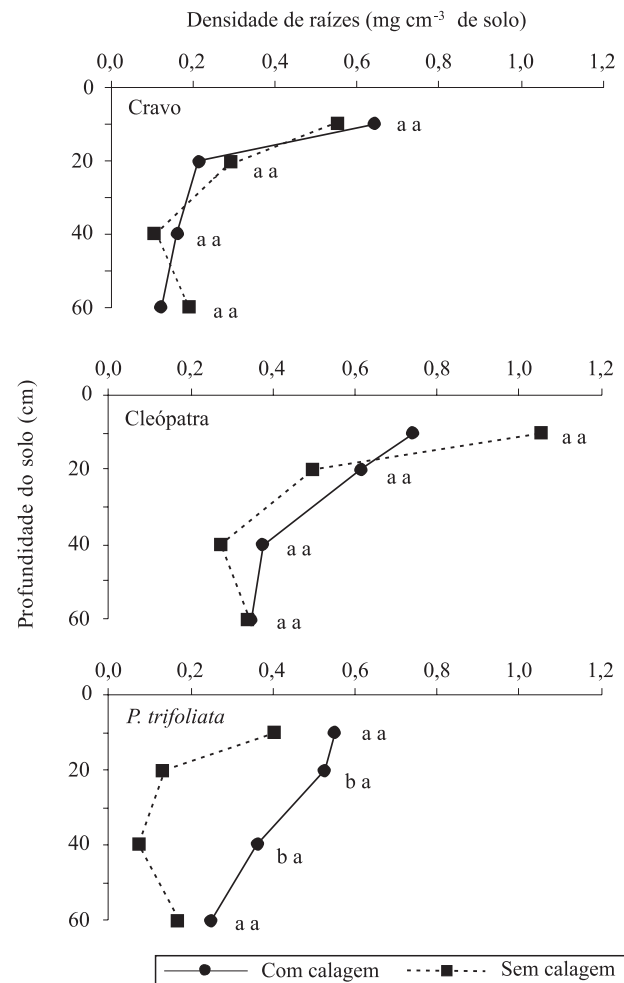 Densidade de raízes (mg cm⁻³ de solo)
0,0 0,2 0,4 0,6 0,8 1,0 1,2
0
Cravo
a a
20
a a
40
a a
60
a a
0,0 0,2 0,4 0,6 0,8 1,0 1,2
0
Cleópatra
a a
20
a a
40
a a
60
a a
Profundidade do solo (cm)
0,0 0,2 0,4 0,6 0,8 1,0 1,2
0
P. trifoliata
a a
20
b a
40
b a
60
a a
Com calagem Sem calagem